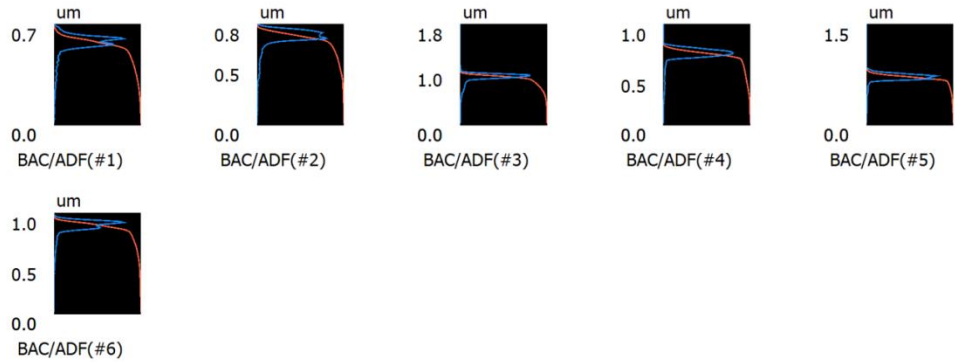 um
0.7
0.0
BAC/ADF(#1)
um
0.8
0.5
0.0
BAC/ADF(#2)
um
1.8
1.0
0.0
BAC/ADF(#3)
um
1.0
0.5
0.0
BAC/ADF(#4)
um
1.5
0.0
BAC/ADF(#5)
um
1.0
0.5
0.0
BAC/ADF(#6)